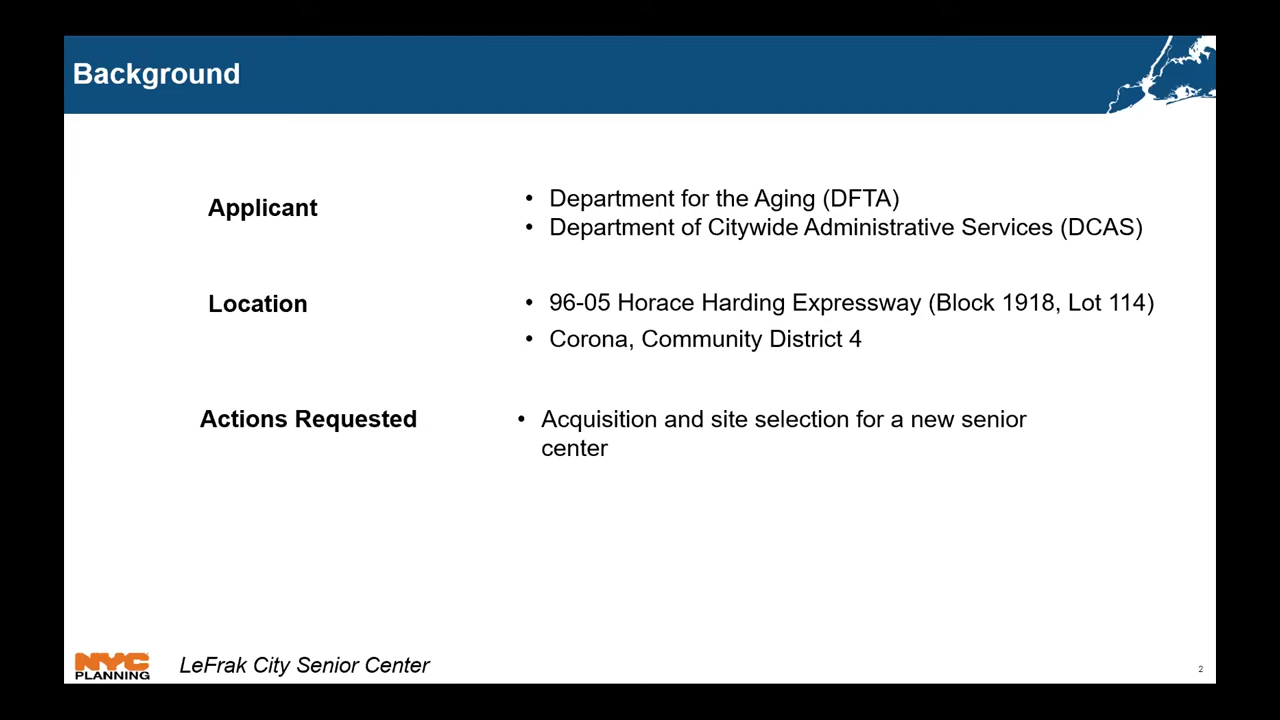 Background
Applicant
• Department for the Aging (DFTA)
• Department of Citywide Administrative Services (DCAS)
Location
• 96-05 Horace Harding Expressway (Block 1918, Lot 114)
• Corona, Community District 4
Actions Requested
• Acquisition and site selection for a new senior
center
NYC
PLANNING
LeFrak City Senior Center
2